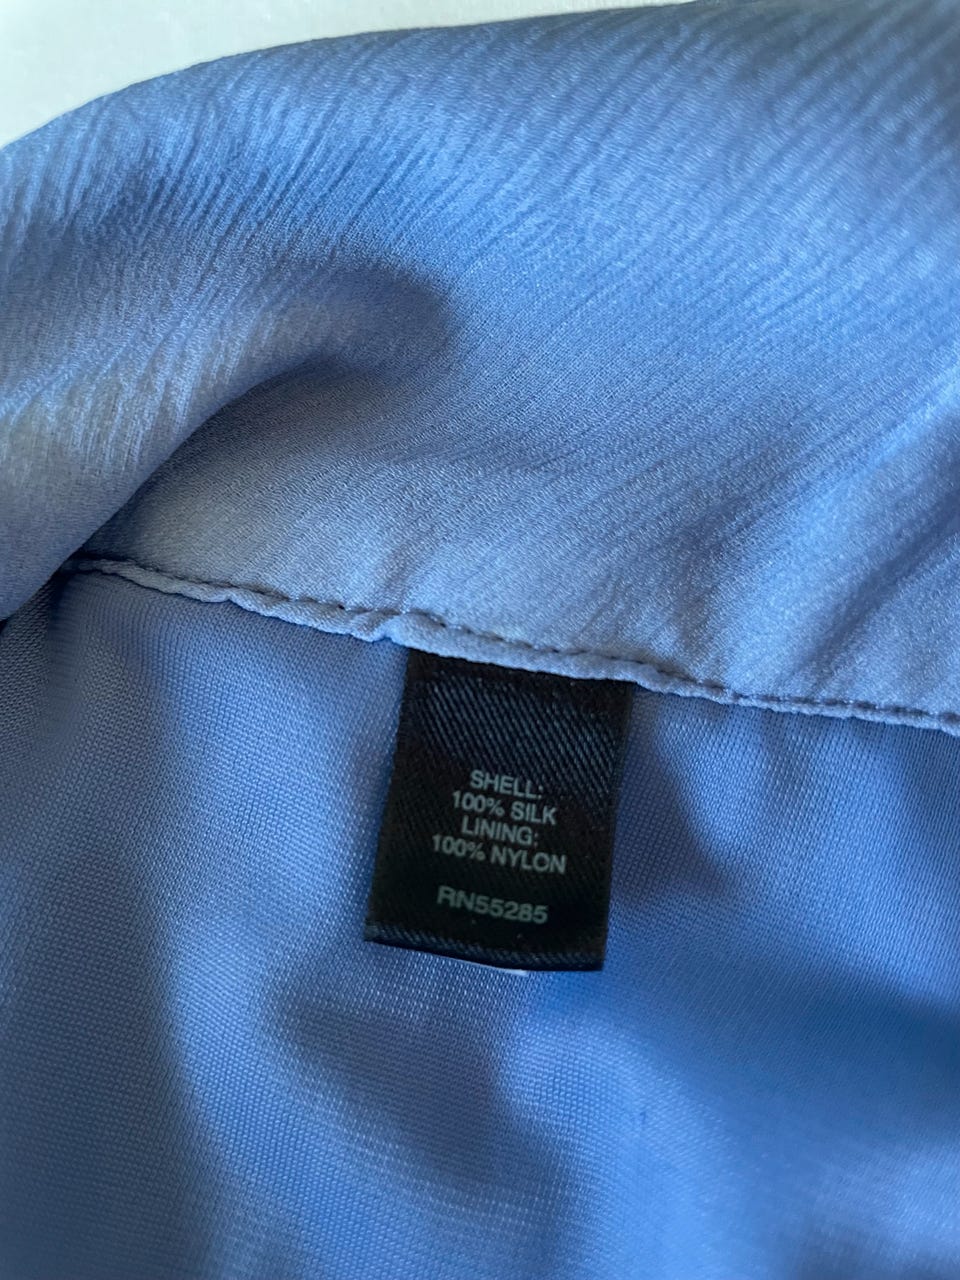 SHELL:
100% SILK
LINING:
100% NYLON
RN55285